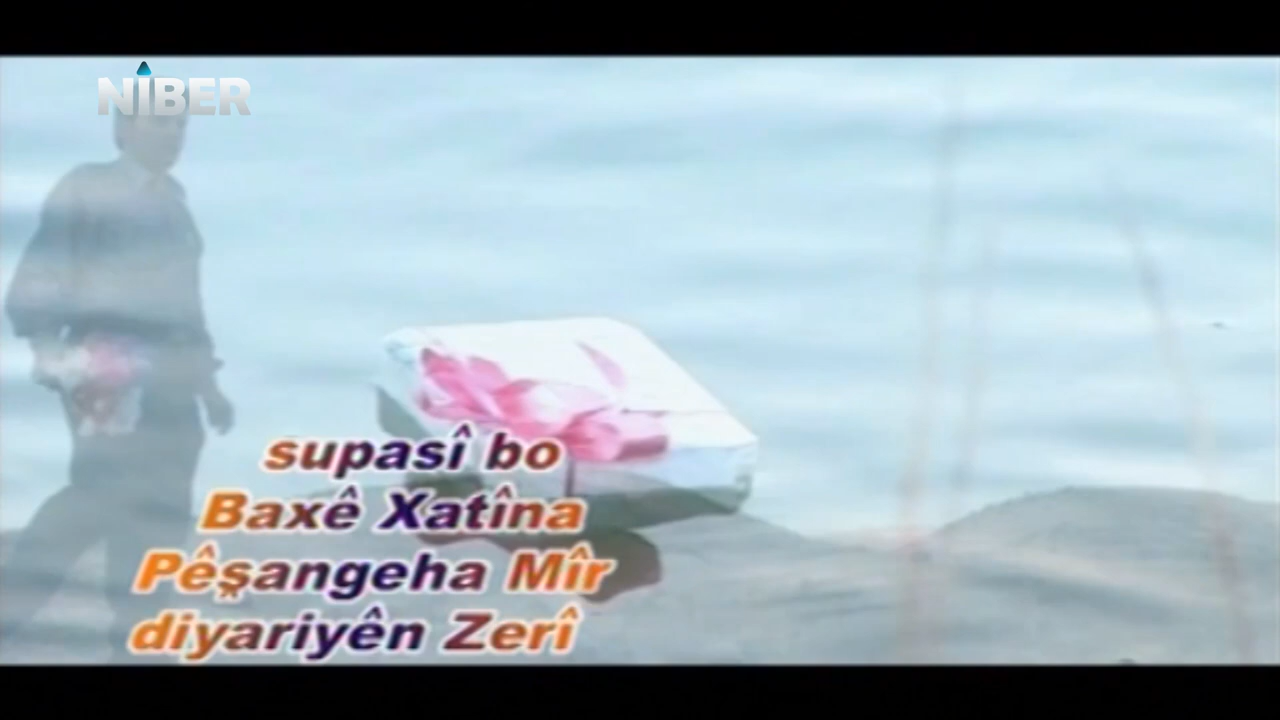 NIBER
supasî bo
Baxê Xatîna
Pêşangeha Mîr
diyariyên Zerî